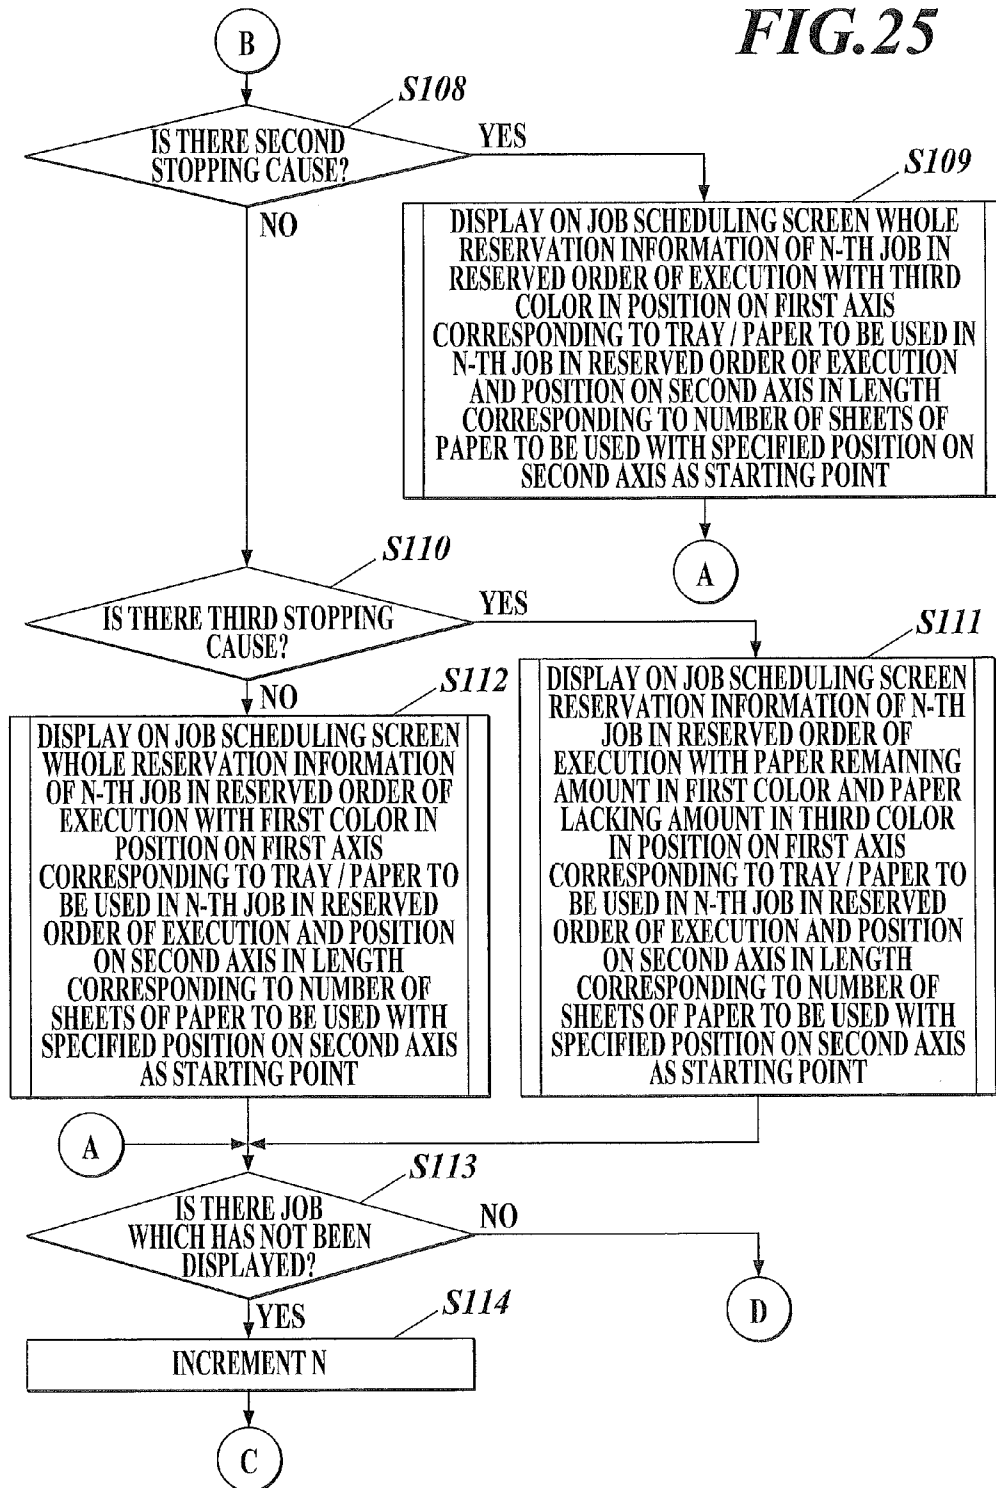 FIG.25
B
S108
IS THERE SECOND
STOPPING CAUSE?
YES
NO
S109
DISPLAY ON JOB SCHEDULING SCREEN WHOLE
RESERVATION INFORMATION OF N-TH JOB IN
RESERVED ORDER OF EXECUTION WITH THIRD
COLOR IN POSITION ON FIRST AXIS
CORRESPONDING TO TRAY / PAPER TO BE USED IN
N-TH JOB IN RESERVED ORDER OF EXECUTION
AND POSITION ON SECOND AXIS IN LENGTH
CORRESPONDING TO NUMBER OF SHEETS OF
PAPER TO BE USED WITH SPECIFIED POSITION ON
SECOND AXIS AS STARTING POINT
A
S110
IS THERE THIRD STOPPING
CAUSE?
YES
NO
S111
DISPLAY ON JOB SCHEDULING SCREEN
RESERVATION INFORMATION OF N-TH
JOB IN RESERVED ORDER OF
EXECUTION WITH PAPER REMAINING
AMOUNT IN FIRST COLOR AND PAPER
LACKING AMOUNT IN THIRD COLOR
IN POSITION ON FIRST AXIS
CORRESPONDING TO TRAY / PAPER TO
BE USED IN N-TH JOB IN RESERVED
ORDER OF EXECUTION AND POSITION
ON SECOND AXIS IN LENGTH
CORRESPONDING TO NUMBER OF
SHEETS OF PAPER TO BE USED WITH
SPECIFIED POSITION ON SECOND AXIS
AS STARTING POINT
S112
DISPLAY ON JOB SCHEDULING SCREEN
WHOLE RESERVATION INFORMATION
OF N-TH JOB IN RESERVED ORDER OF
EXECUTION WITH FIRST COLOR IN
POSITION ON FIRST AXIS
CORRESPONDING TO TRAY / PAPER TO
BE USED IN N-TH JOB IN RESERVED
ORDER OF EXECUTION AND POSITION
ON SECOND AXIS IN LENGTH
CORRESPONDING TO NUMBER OF
SHEETS OF PAPER TO BE USED WITH
SPECIFIED POSITION ON SECOND AXIS
AS STARTING POINT
A
S113
IS THERE JOB
WHICH HAS NOT BEEN
DISPLAYED?
NO
D
YES
S114
INCREMENT N
C